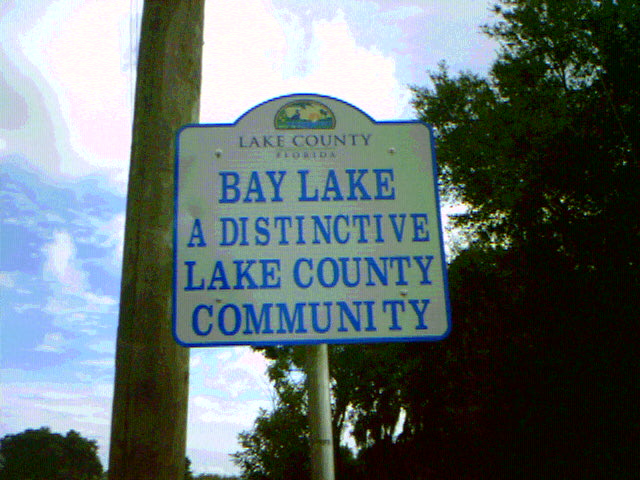 LAKE COUNTY
FLORIDA
BAY LAKE
A DISTINCTIVE
LAKE COUNTY
COMMUNITY